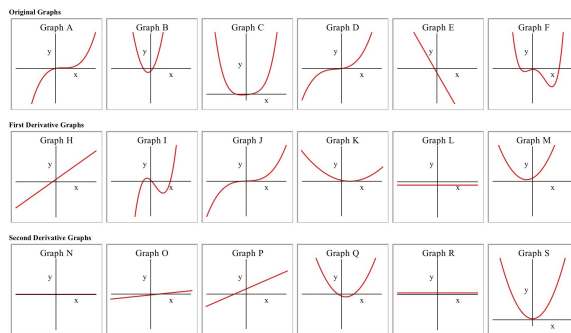 Original Graphs
Graph A
y
x
Graph B
y
x
Graph C
y
x
Graph D
y
x
Graph E
y
x
Graph F
y
x
First Derivative Graphs
Graph H
y
x
Graph I
y
x
Graph J
y
x
Graph K
y
x
Graph L
y
x
Graph M
y
x
Second Derivative Graphs
Graph N
y
x
Graph O
y
x
Graph P
y
x
Graph Q
y
x
Graph R
y
x
Graph S
y
x